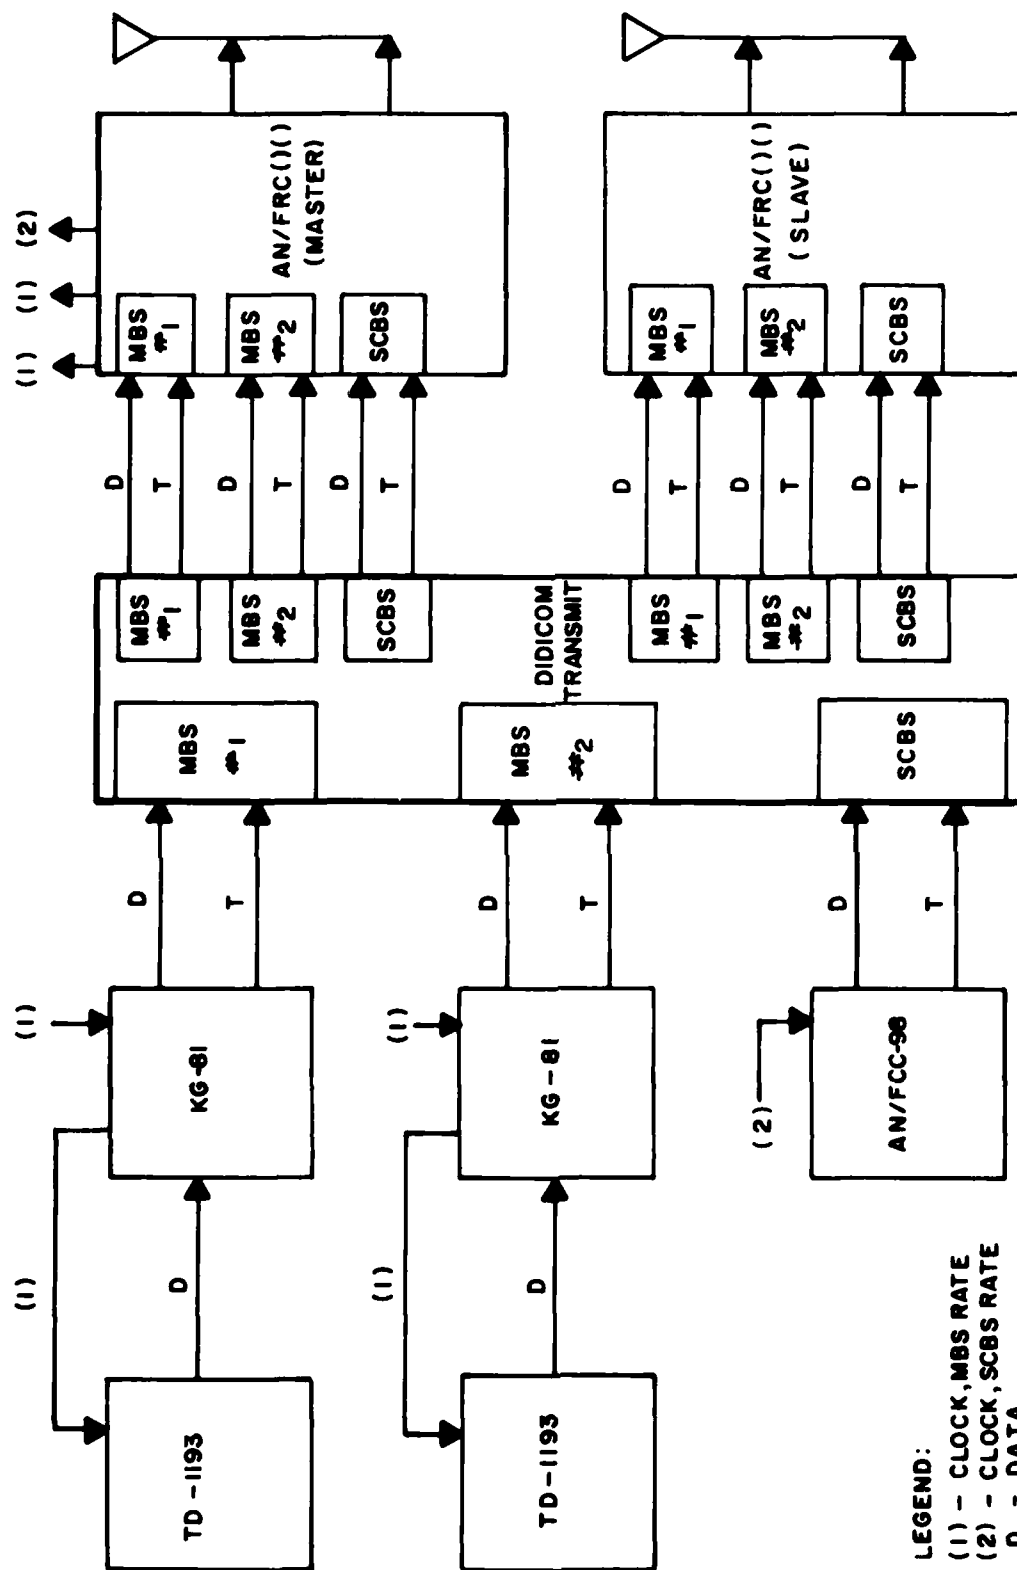 (1)
(1)
(1)
(1)
(2)
TD-1193
D
KG-81
D
T
MBS
#1
MBS
#1
D
T
MBS
#1
MBS
#2
D
T
MBS
#2
SCBS
D
T
SCBS
AN/FRC()()
(MASTER)
(1)
(1)
TD-1193
D
KG-81
D
T
MBS
#2
DIDICOM
TRANSMIT
MBS
#1
D
T
MBS
#1
MBS
#2
D
T
MBS
#2
SCBS
D
T
SCBS
AN/FRC()()
(SLAVE)
(2)
AN/FCC-98
D
T
SCBS
LEGEND:
(1) - CLOCK, MBS RATE
(2) - CLOCK, SCBS RATE
D - DATA